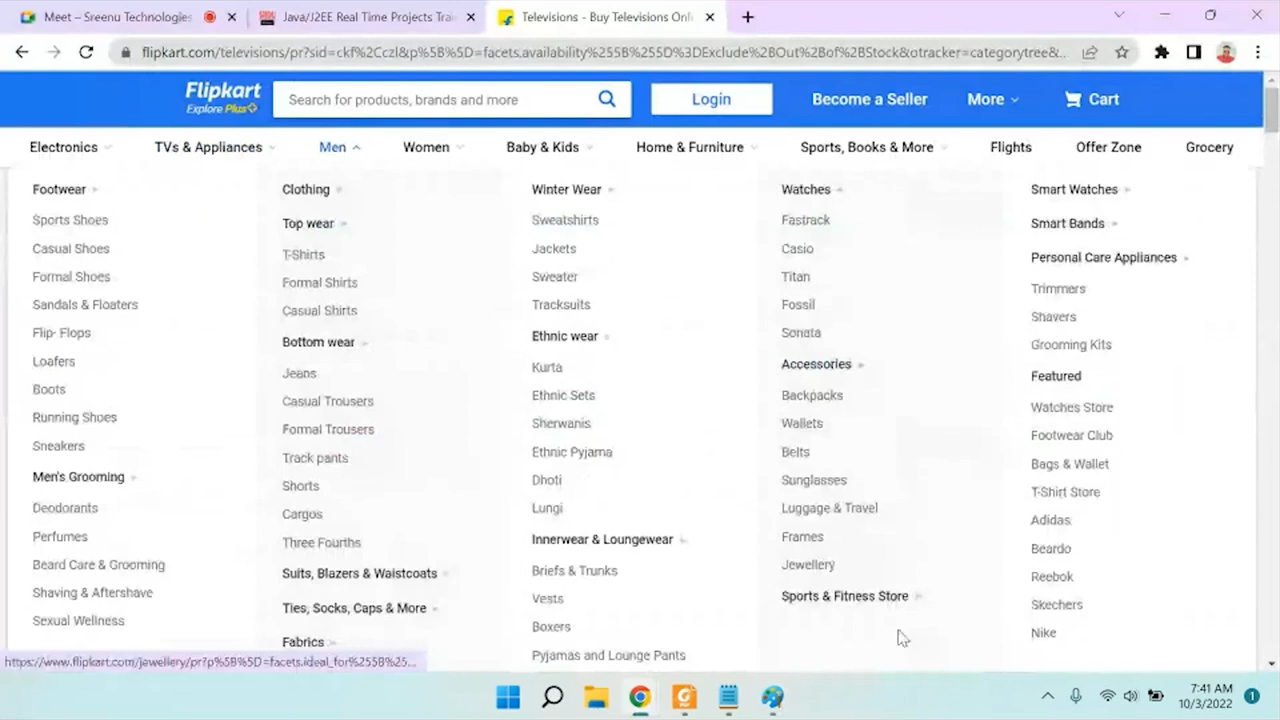 Meet – Sreenu Technologies
Java/J2EE Real Time Projects Trai
Televisions - Buy Televisions Onli
flipkart.com/televisions/pr?sid=ckf%2Cczl&p%5B%5D=facets.availability%255B%255D%3DExclude%2BOut%2Bof%2BStock&otracker=categorytree&..
Flipkart
Explore Plus
Search for products, brands and more
Login
Become a Seller
More
Cart
Electronics
TVs & Appliances
Men
Women
Baby & Kids
Home & Furniture
Sports, Books & More
Flights
Offer Zone
Grocery
Footwear
Sports Shoes
Casual Shoes
Formal Shoes
Sandals & Floaters
Flip- Flops
Loafers
Boots
Running Shoes
Sneakers
Men's Grooming
Deodorants
Perfumes
Beard Care & Grooming
Shaving & Aftershave
Sexual Wellness
Clothing
Top wear
T-Shirts
Formal Shirts
Casual Shirts
Bottom wear
Jeans
Casual Trousers
Formal Trousers
Track pants
Shorts
Cargos
Three Fourths
Suits, Blazers & Waistcoats
Ties, Socks, Caps & More
Fabrics
Winter Wear
Sweatshirts
Jackets
Sweater
Tracksuits
Ethnic wear
Kurta
Ethnic Sets
Sherwanis
Ethnic Pyjama
Dhoti
Lungi
Innerwear & Loungewear
Briefs & Trunks
Vests
Boxers
Pyjamas and Lounge Pants
Watches
Fastrack
Casio
Titan
Fossil
Sonata
Accessories
Backpacks
Wallets
Belts
Sunglasses
Luggage & Travel
Frames
Jewellery
Sports & Fitness Store
Smart Watches
Smart Bands
Personal Care Appliances
Trimmers
Shavers
Grooming Kits
Featured
Watches Store
Footwear Club
Bags & Wallet
T-Shirt Store
Adidas
Beardo
Reebok
Skechers
Nike
https://www.flipkart.com/jewellery/pr?p%5B%5D=facets.ideal_for%255B%25...
7:41 AM
10/3/2022
1